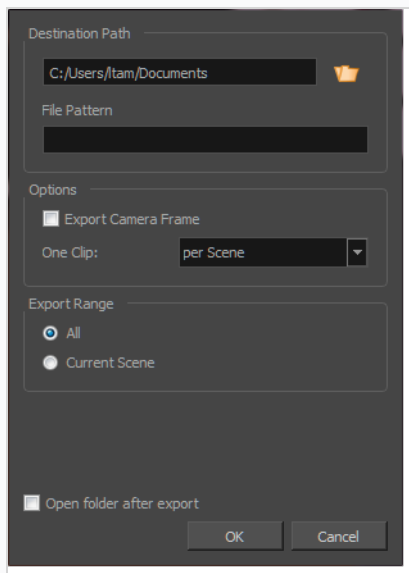 Destination Path
C:/Users/ltam/Documents
File Pattern
Options
Export Camera Frame
One Clip:
per Scene
Export Range
All
Current Scene
Open folder after export
OK
Cancel